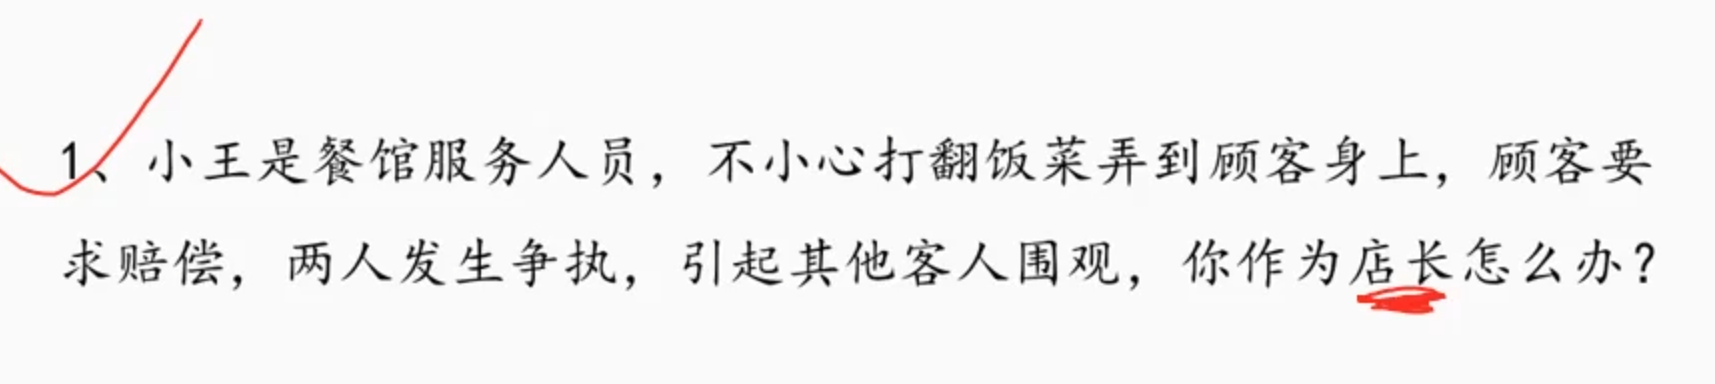 1、小王是餐馆服务人员，不小心打翻饭菜弄到顾客身上，顾客要
求赔偿，两人发生争执，引起其他客人围观，你作为店长怎么办？